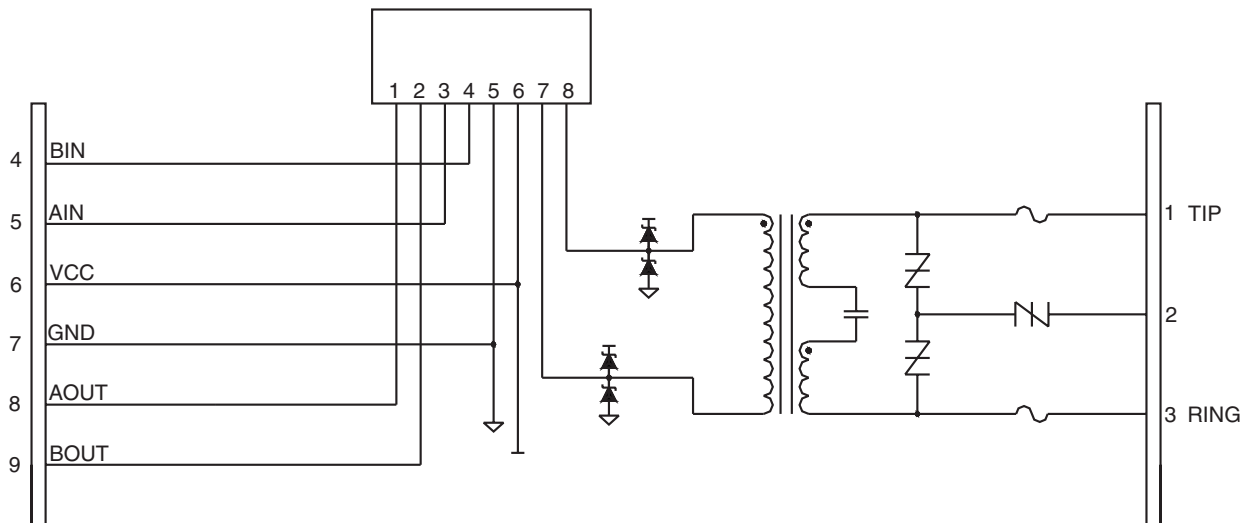 1 2 3 4 5 6 7 8
4 BIN
5 AIN
6 VCC
7 GND
8 AOUT
9 BOUT
1 TIP
2
3 RING